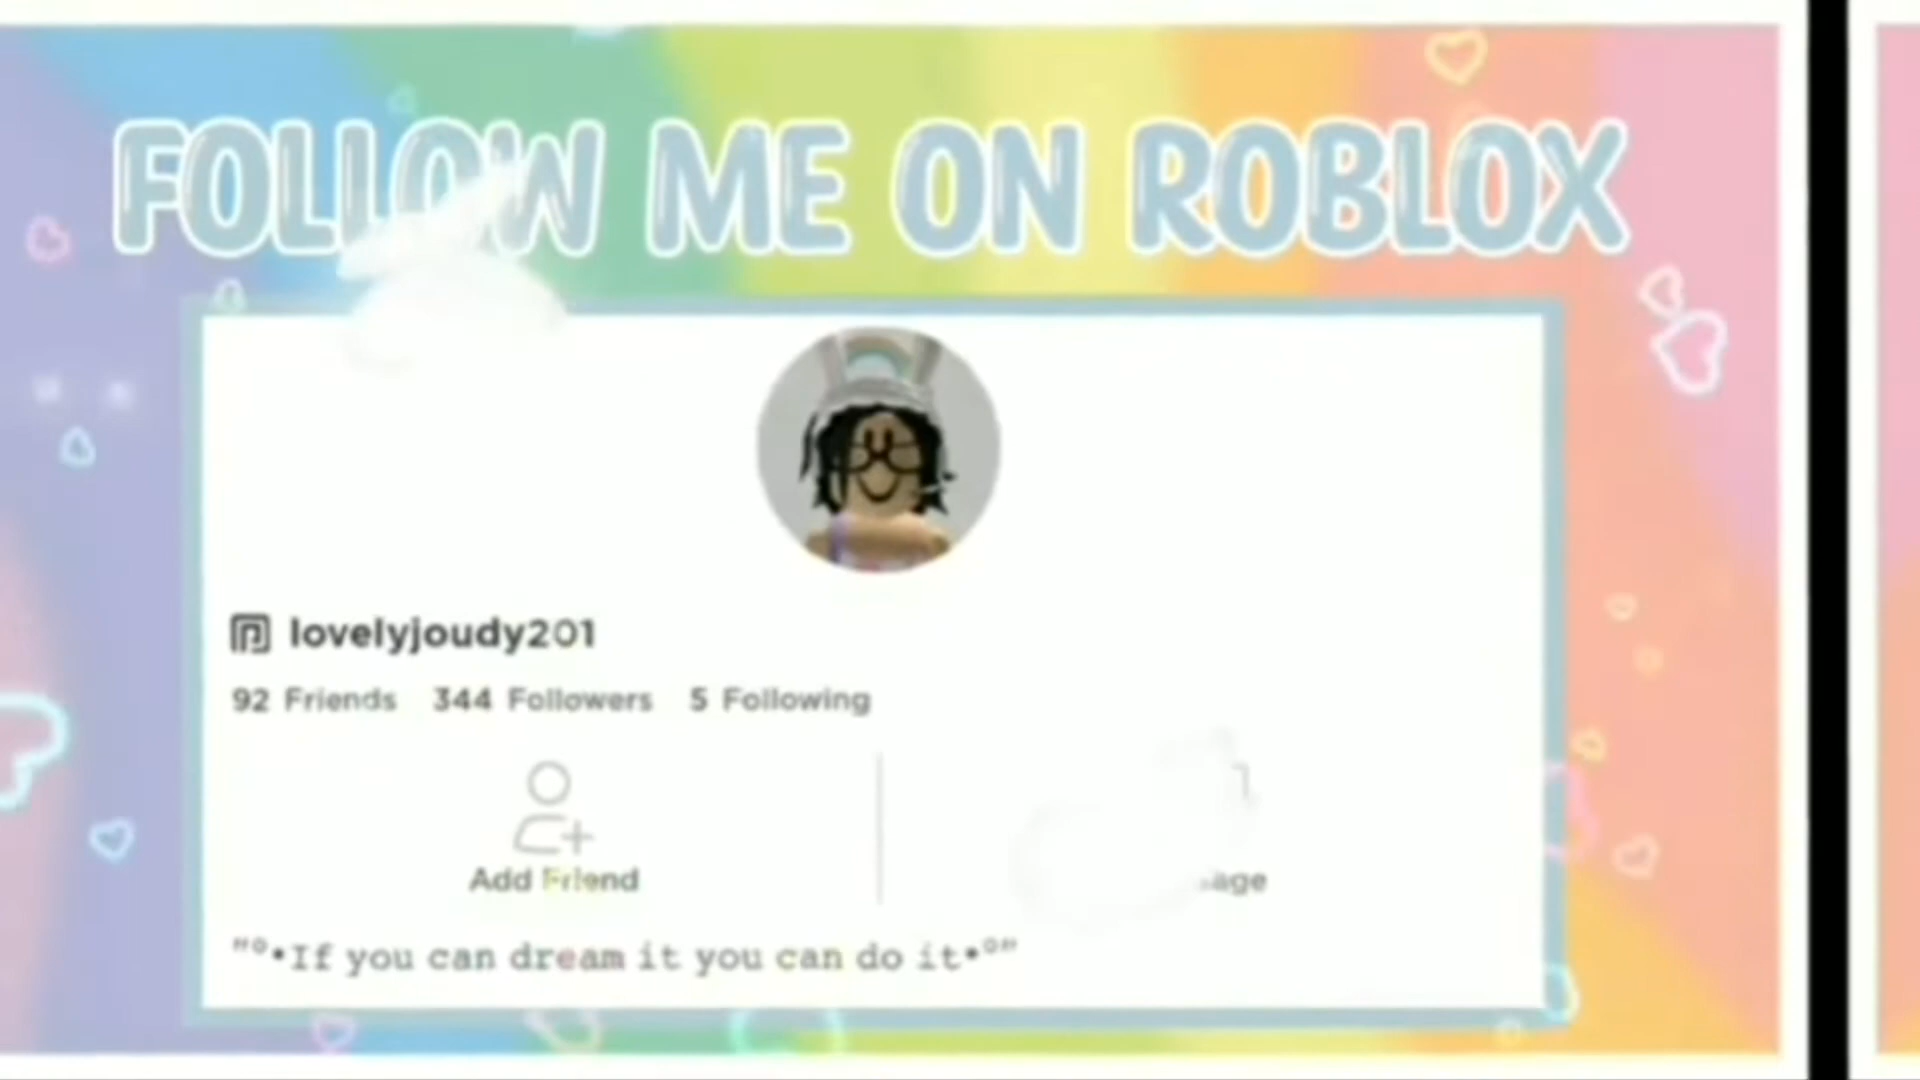 FOLLOW ME ON ROBLOX
lovelyjoudy201
92 Friends 344 Followers 5 Following
Add Friend
"°•If you can dream it you can do it•°"